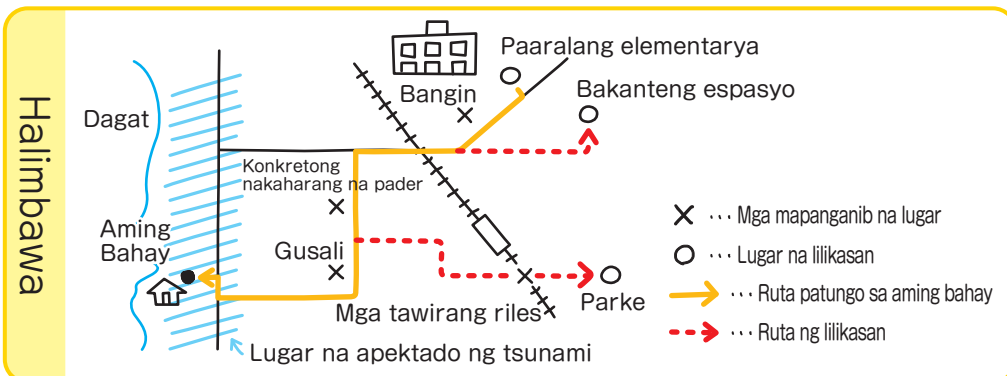 Halimbawa
Paaralang elementarya
Bangin
Bakanteng espasyo
Dagat
Konkretong
nakaharang na pader
Aming
Bahay
Gusali
Mga tawirang riles
Parke
Lugar na apektado ng tsunami
× ··· Mga mapanganib na lugar
○ ··· Lugar na lilikasan
··· Ruta patungo sa aming bahay
··· Ruta ng lilikasan